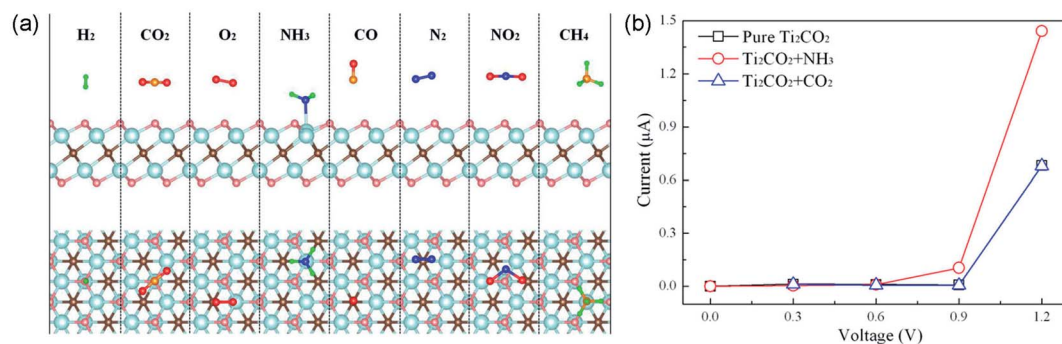 (a)
H₂ CO₂ O₂ NH₃ CO N₂ NO₂ CH₄
(b)
Pure Ti₂CO₂
Ti₂CO₂+NH₃
Ti₂CO₂+CO₂
Current (μA)
1.5
1.2
0.9
0.6
0.3
0.0
0.0 0.3 0.6 0.9 1.2
Voltage (V)